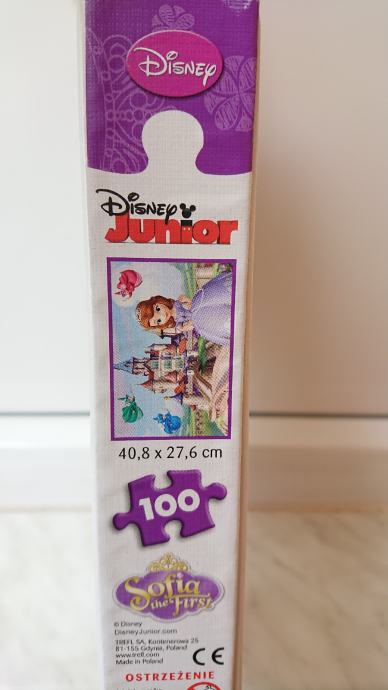 Disney
Disney
Junior
40,8 x 27,6 cm
100
Sofia
the First
© Disney
DisneyJunior.com
TREFL SA, Kontenerowa 25
81-155 Gdynia, Poland
www.trefl.com
Made in Poland
CE
OSTRZEŻENIE